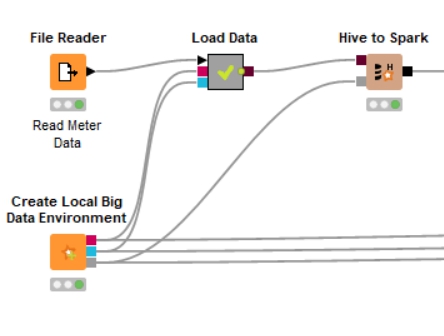 File Reader
Load Data
Hive to Spark
H
Read Meter
Data
Create Local Big
Data Environment